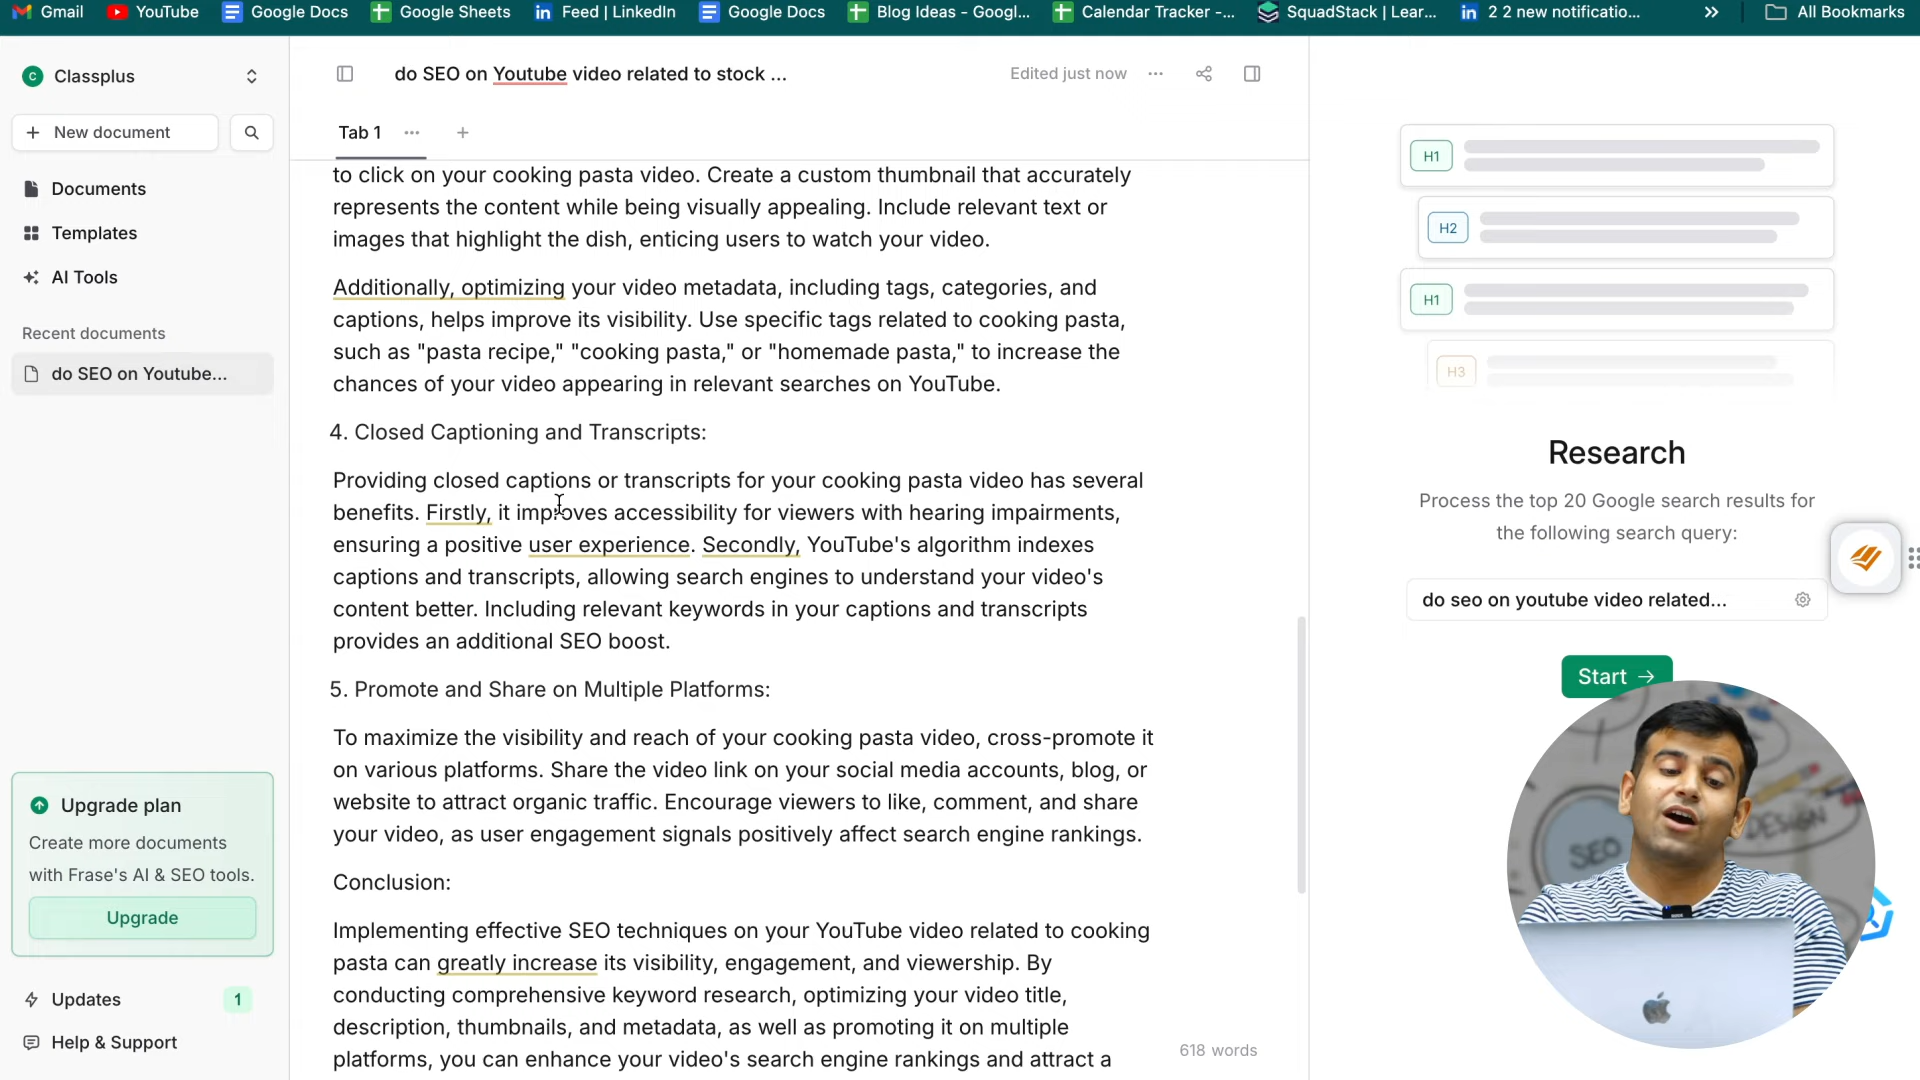 Gmail
YouTube
Google Docs
Google Sheets
Feed | LinkedIn
Google Docs
Blog Ideas - Googl...
Calendar Tracker -...
SquadStack | Lear...
2 2 new notificatio...
All Bookmarks
Classplus
New document
Documents
Templates
AI Tools
Recent documents
do SEO on Youtube...
Upgrade plan
Create more documents
with Frase's AI & SEO tools.
Upgrade
Updates
1
Help & Support
do SEO on Youtube video related to stock ...
Edited just now
Tab 1
to click on your cooking pasta video. Create a custom thumbnail that accurately
represents the content while being visually appealing. Include relevant text or
images that highlight the dish, enticing users to watch your video.
Additionally, optimizing your video metadata, including tags, categories, and
captions, helps improve its visibility. Use specific tags related to cooking pasta,
such as "pasta recipe," "cooking pasta," or "homemade pasta," to increase the
chances of your video appearing in relevant searches on YouTube.
4. Closed Captioning and Transcripts:
Providing closed captions or transcripts for your cooking pasta video has several
benefits. Firstly, it improves accessibility for viewers with hearing impairments,
ensuring a positive user experience. Secondly, YouTube's algorithm indexes
captions and transcripts, allowing search engines to understand your video's
content better. Including relevant keywords in your captions and transcripts
provides an additional SEO boost.
5. Promote and Share on Multiple Platforms:
To maximize the visibility and reach of your cooking pasta video, cross-promote it
on various platforms. Share the video link on your social media accounts, blog, or
website to attract organic traffic. Encourage viewers to like, comment, and share
your video, as user engagement signals positively affect search engine rankings.
Conclusion:
Implementing effective SEO techniques on your YouTube video related to cooking
pasta can greatly increase its visibility, engagement, and viewership. By
conducting comprehensive keyword research, optimizing your video title,
description, thumbnails, and metadata, as well as promoting it on multiple
platforms, you can enhance your video's search engine rankings and attract a
618 words
H1
H2
H1
H3
Research
Process the top 20 Google search results for
the following search query:
do seo on youtube video related...
Start →
SEO
DESIGN